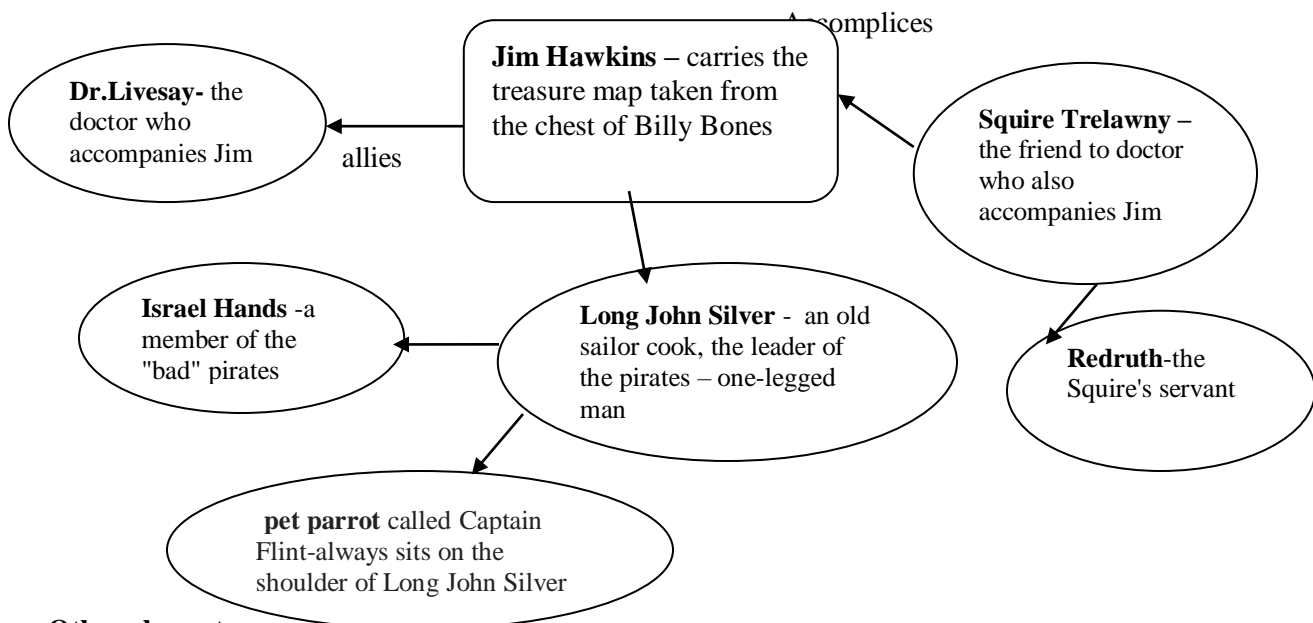 Accomplices
Jim Hawkins – carries the
treasure map taken from
the chest of Billy Bones
Dr.Livesay- the
doctor who
accompanies Jim
allies
Squire Trelawny –
the friend to doctor
who also
accompanies Jim
Israel Hands -a
member of the
"bad" pirates
Long John Silver - an old
sailor cook, the leader of
the pirates – one-legged
man
Redruth-the
Squire's servant
pet parrot called Captain
Flint-always sits on the
shoulder of Long John Silver